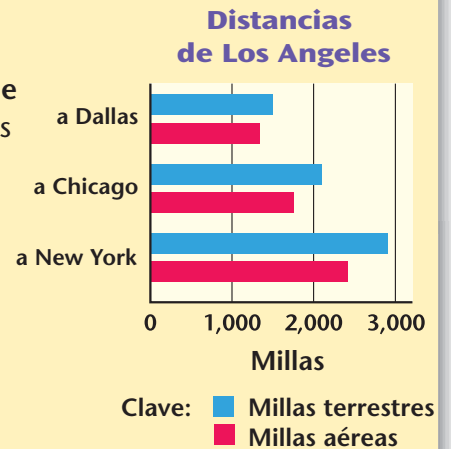 Distancias
de Los Angeles
e
s
a Dallas
a Chicago
a New York
0 1,000 2,000 3,000
Millas
Clave: Millas terrestres
Millas aéreas